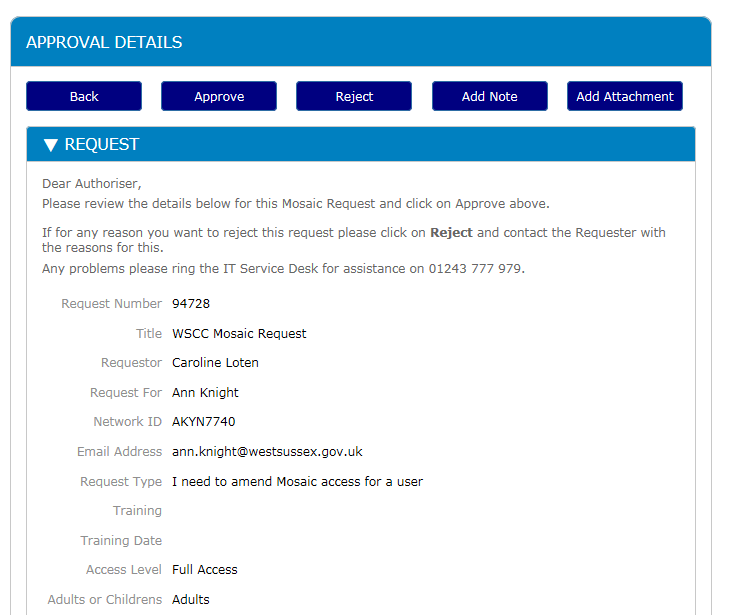 APPROVAL DETAILS
Back Approve Reject Add Note Add Attachment
▼ REQUEST
Dear Authoriser,
Please review the details below for this Mosaic Request and click on Approve above.
If for any reason you want to reject this request please click on Reject and contact the Requester with
the reasons for this.
Any problems please ring the IT Service Desk for assistance on 01243 777 979.
Request Number 94728
Title WSCC Mosaic Request
Requestor Caroline Loten
Request For Ann Knight
Network ID AKYN7740
Email Address ann.knight@westsussex.gov.uk
Request Type I need to amend Mosaic access for a user
Training
Training Date
Access Level Full Access
Adults or Childrens Adults